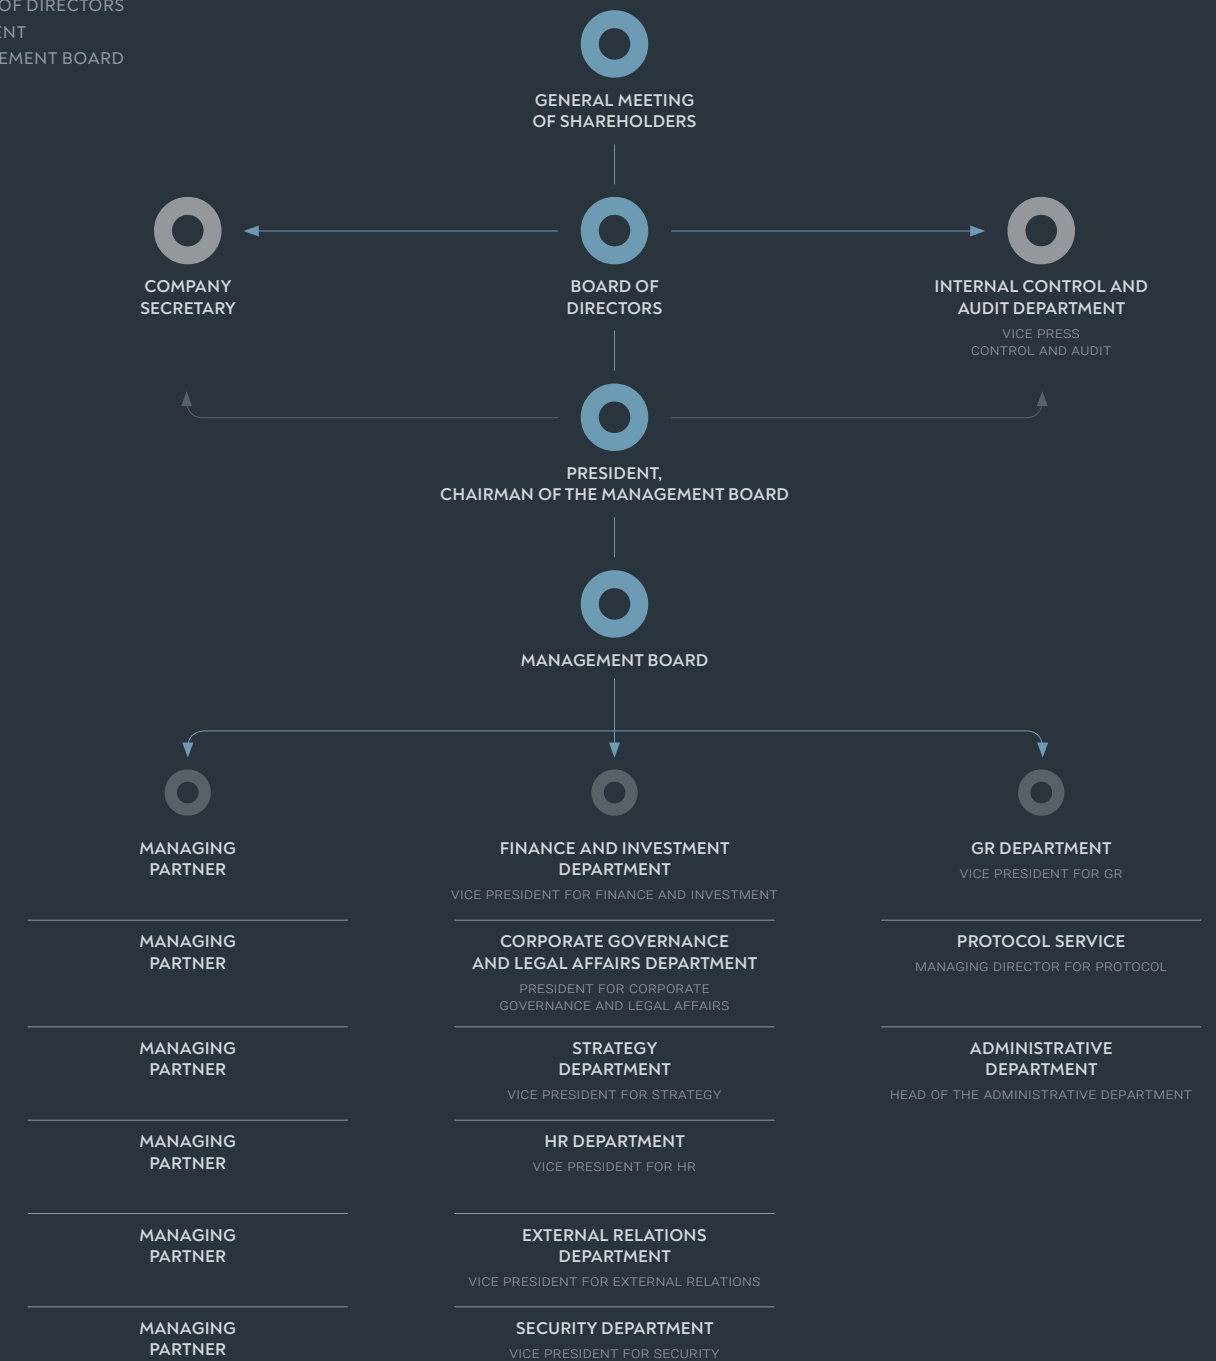 OF DIRECTORS
ENT
EMENT BOARD
GENERAL MEETING
OF SHAREHOLDERS
COMPANY
SECRETARY
BOARD OF
DIRECTORS
INTERNAL CONTROL AND
AUDIT DEPARTMENT
VICE PRESS
CONTROL AND AUDIT
PRESIDENT,
CHAIRMAN OF THE MANAGEMENT BOARD
MANAGEMENT BOARD
MANAGING
PARTNER
FINANCE AND INVESTMENT
DEPARTMENT
VICE PRESIDENT FOR FINANCE AND INVESTMENT
GR DEPARTMENT
VICE PRESIDENT FOR GR
MANAGING
PARTNER
CORPORATE GOVERNANCE
AND LEGAL AFFAIRS DEPARTMENT
PRESIDENT FOR CORPORATE
GOVERNANCE AND LEGAL AFFAIRS
PROTOCOL SERVICE
MANAGING DIRECTOR FOR PROTOCOL
MANAGING
PARTNER
STRATEGY
DEPARTMENT
VICE PRESIDENT FOR STRATEGY
ADMINISTRATIVE
DEPARTMENT
HEAD OF THE ADMINISTRATIVE DEPARTMENT
MANAGING
PARTNER
HR DEPARTMENT
VICE PRESIDENT FOR HR
MANAGING
PARTNER
EXTERNAL RELATIONS
DEPARTMENT
VICE PRESIDENT FOR EXTERNAL RELATIONS
MANAGING
PARTNER
SECURITY DEPARTMENT
VICE PRESIDENT FOR SECURITY